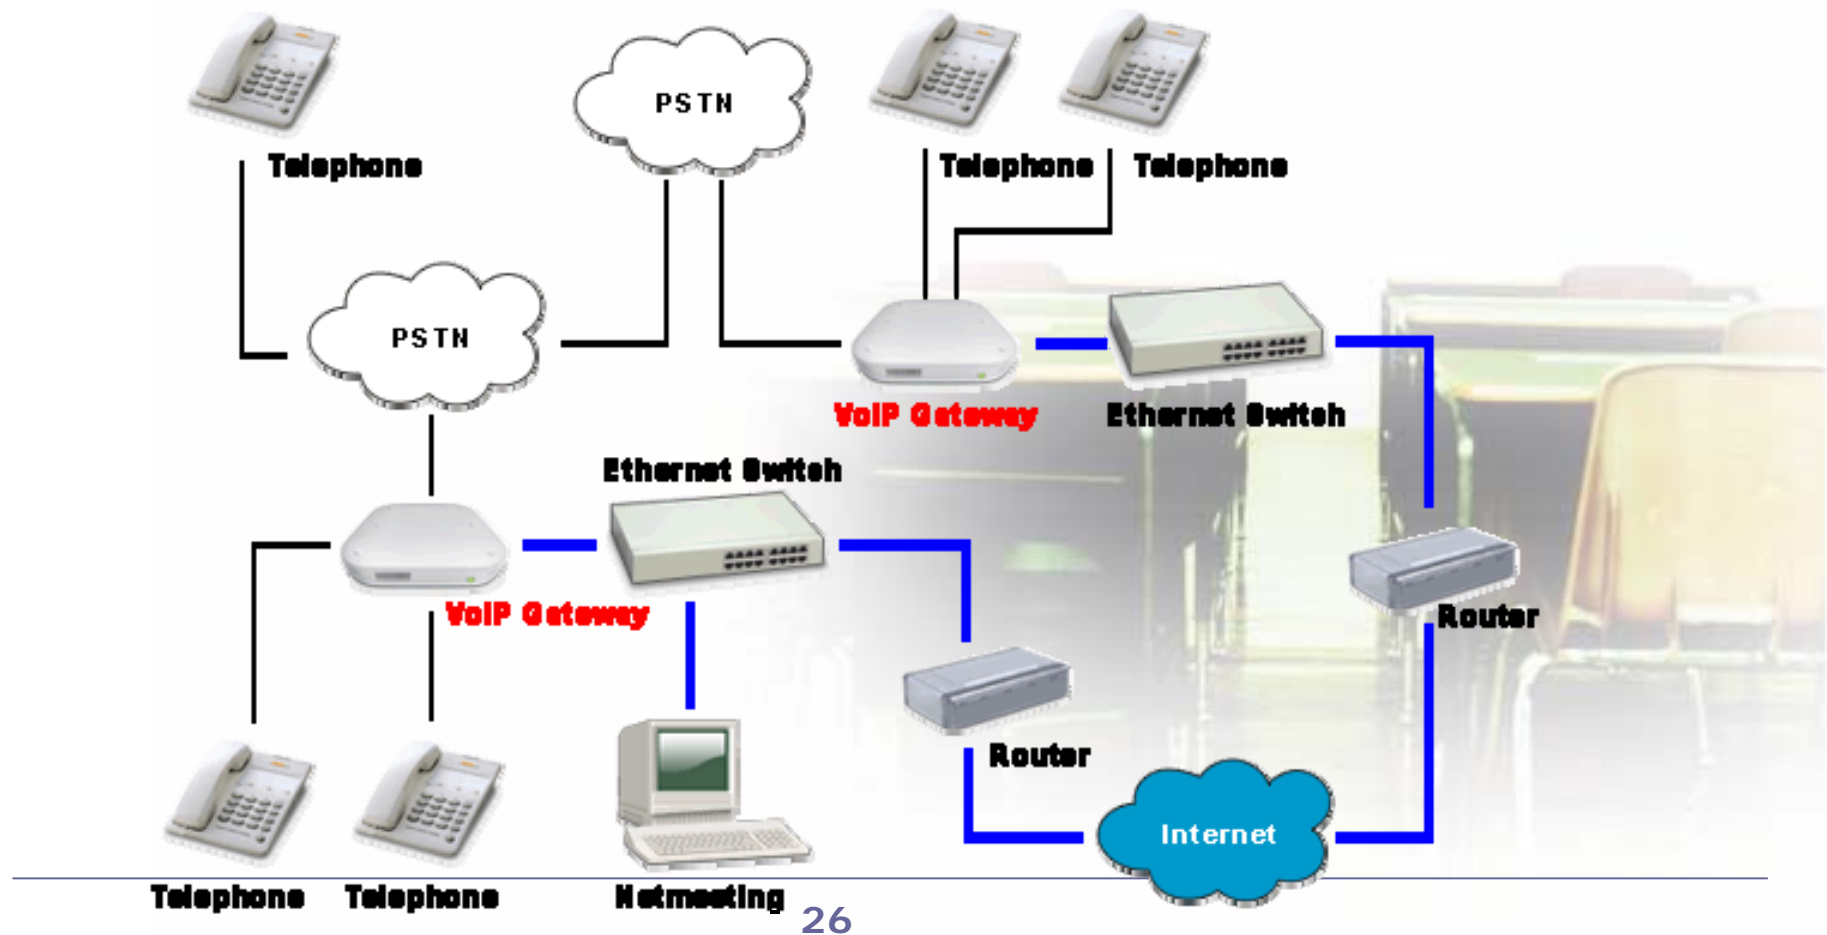 PSTN
Telephone
Telephone
Telephone
PSTN
VoIP Gateway
Ethernet Switch
Ethernet Switch
VoIP Gateway
Router
Router
Internet
Telephone
Telephone
Netmeeting
26